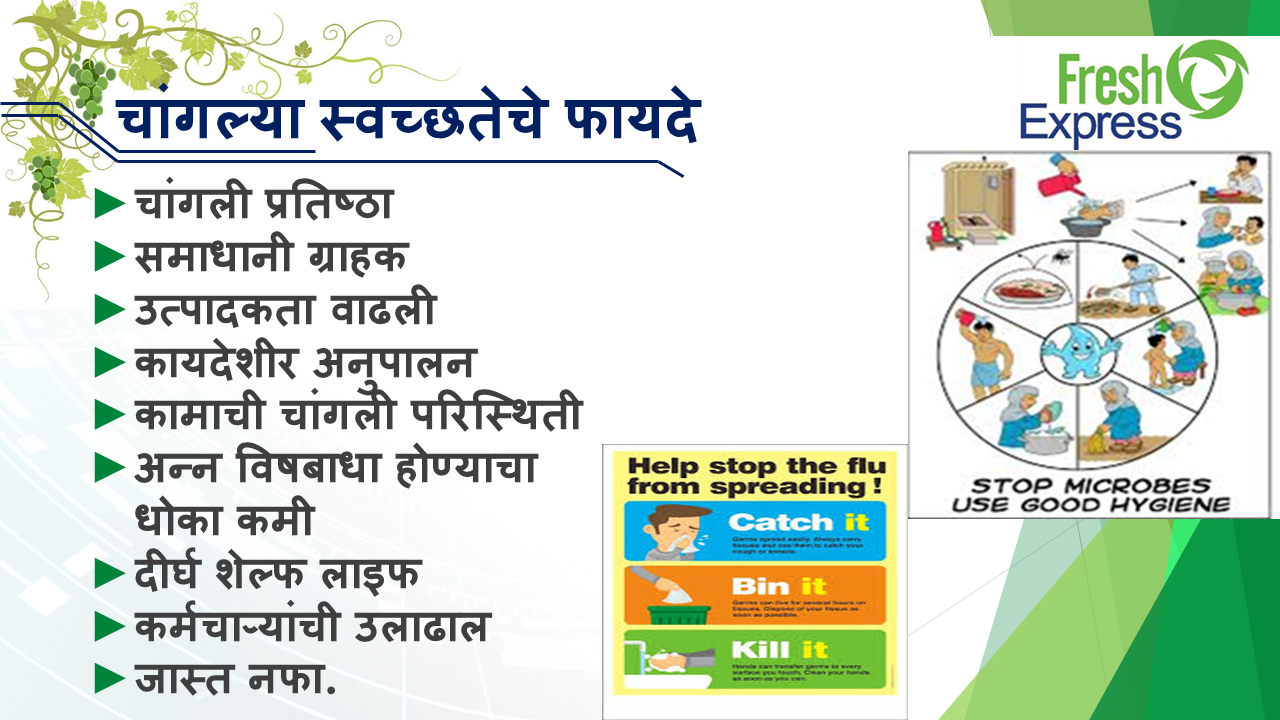 चांगल्या स्वच्छतेचे फायदे
Fresh
Express
चांगली प्रतिष्ठा
समाधानी ग्राहक
उत्पादकता वाढली
कायदेशीर अनुपालन
कामाची चांगली परिस्थिती
अन्न विषबाधा होण्याचा
धोका कमी
दीर्घ शेल्फ लाइफ
कर्मचाऱ्यांची उलाढाल
जास्त नफा.
STOP MICROBES
USE GOOD HYGIENE
Help stop the flu
from spreading!
Catch it
Germs spread easily. Always carry
tissues and use them to catch your
cough or sneeze.
Bin it
Germs can live for several hours on
tissues. Dispose of your tissue as
soon as possible.
Kill it
Hands can transfer germs to every
surface you touch. Clean your hands
as soon as you can.